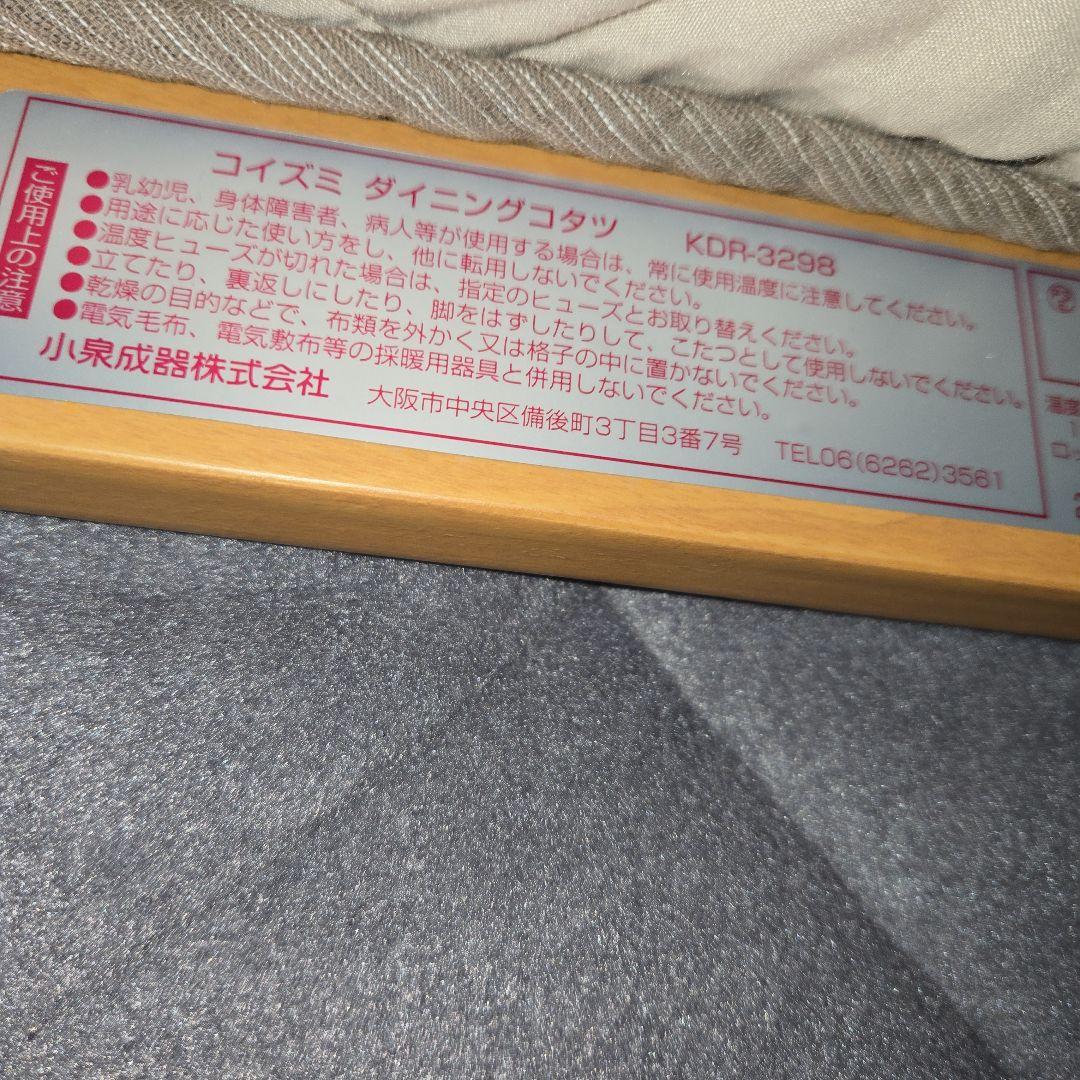 コイズミ ダイニングコタツ KDR-3298
ご使用上の注意
●乳幼児、身体障害者、病人等が使用する場合は、常に使用温度に注意してください。
●用途に応じた使い方をし、他に転用しないでください。
●温度ヒューズが切れた場合は、指定のヒューズとお取り替えください。
●立てたり、裏返しにしたり、脚をはずしたりして、こたつとして使用しないでください。
●乾燥の目的などで、布類を外かく又は格子の中に置かないでください。
●電気毛布、電気敷布等の採暖用器具と併用しないでください。
小泉成器株式会社 大阪市中央区備後町3丁目3番7号 TEL06(6262)3561
②
温度
ロッ